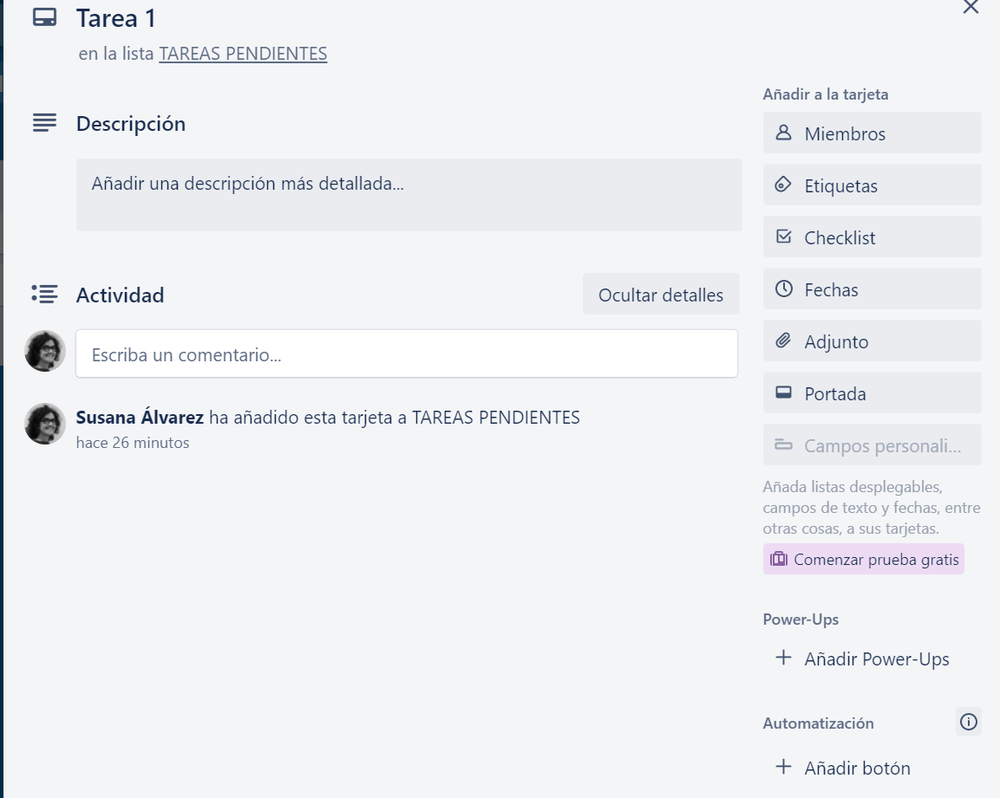 Tarea 1
en la lista TAREAS PENDIENTES
Descripción
Añadir una descripción más detallada...
Actividad
Ocultar detalles
Escriba un comentario...
Susana Álvarez ha añadido esta tarjeta a TAREAS PENDIENTES
hace 26 minutos
Añadir a la tarjeta
Miembros
Etiquetas
Checklist
Fechas
Adjunto
Portada
Campos personali...
Añada listas desplegables,
campos de texto y fechas, entre
otras cosas, a sus tarjetas.
Comenzar prueba gratis
Power-Ups
Añadir Power-Ups
Automatización
Añadir botón